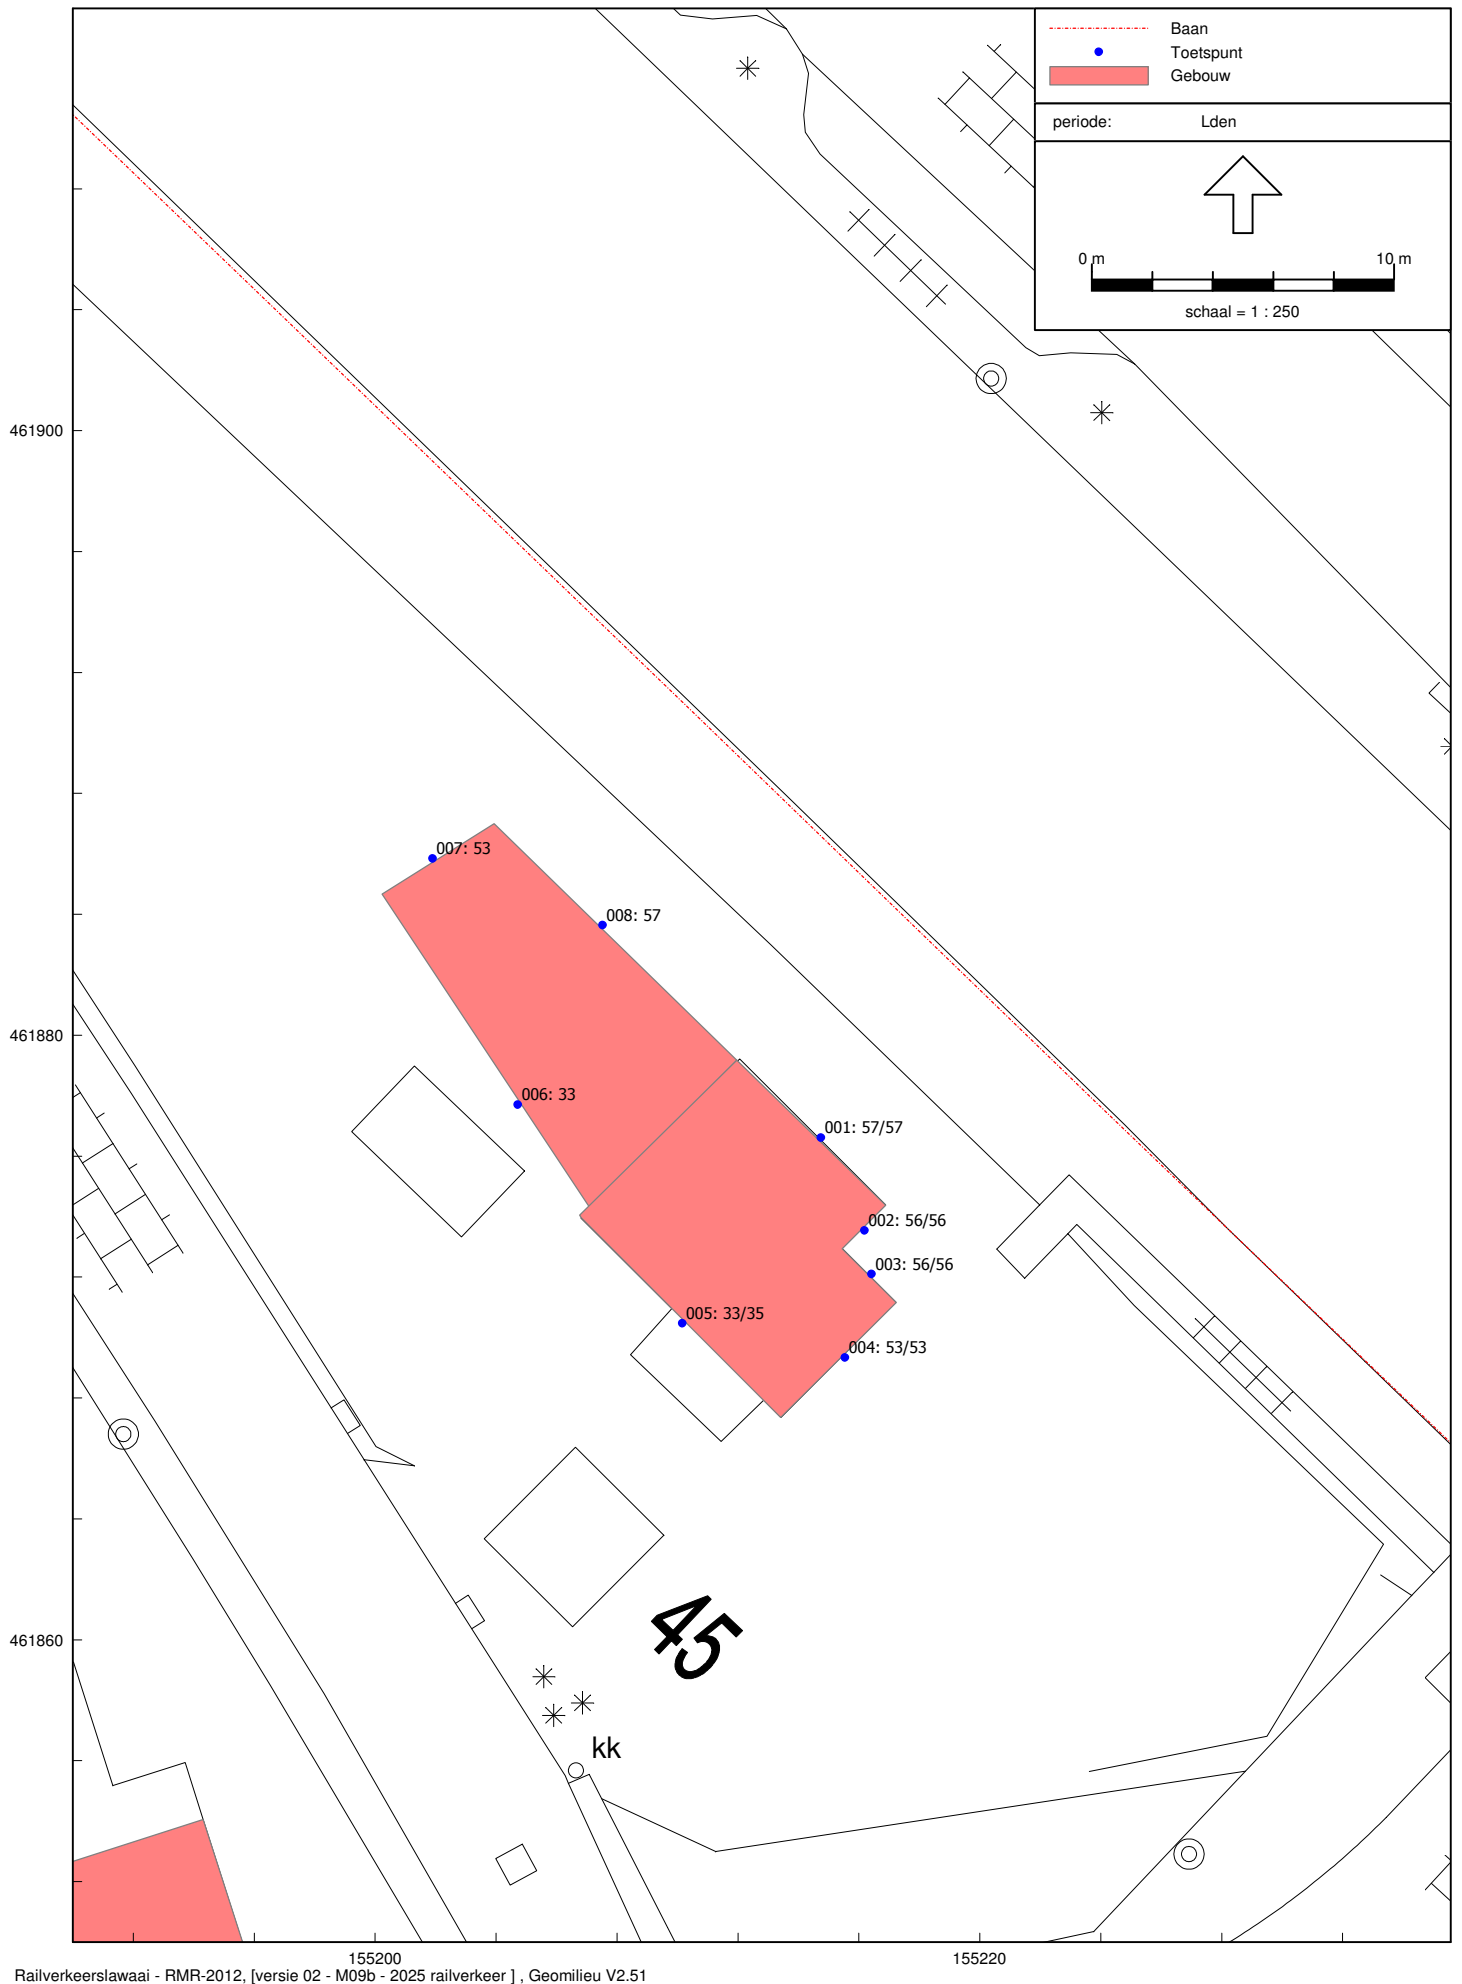 Baan
Toetspunt
Gebouw
periode: Lden
0 m 10 m
schaal = 1 : 250
461900
007: 53
008: 57
461880
006: 33
001: 57/57
002: 56/56
003: 56/56
005: 33/35
004: 53/53
45
461860
kk
155200 155220
Railverkeerslawaai - RMR-2012, [versie 02 - M09b - 2025 railverkeer ] , Geomilieu V2.51